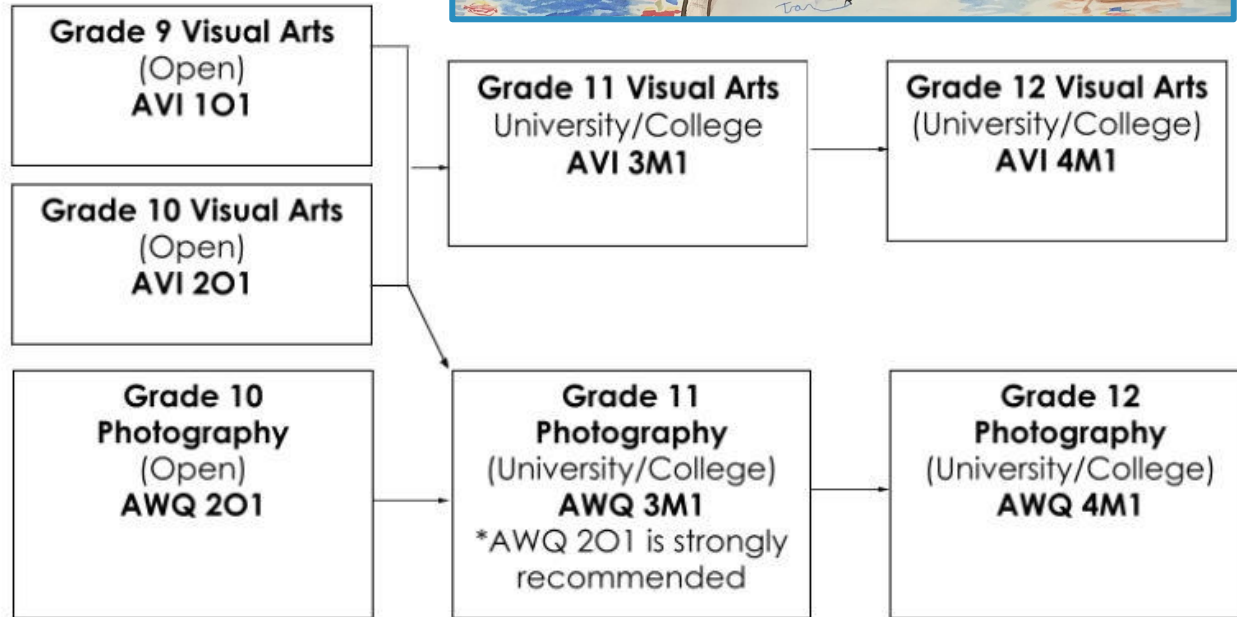 Tran
Grade 9 Visual Arts
(Open)
AVI 1O1
Grade 10 Visual Arts
(Open)
AVI 2O1
Grade 10
Photography
(Open)
AWQ 2O1
Grade 11 Visual Arts
University/College
AVI 3M1
Grade 11
Photography
(University/College)
AWQ 3M1
*AWQ 2O1 is strongly
recommended
Grade 12 Visual Arts
(University/College)
AVI 4M1
Grade 12
Photography
(University/College)
AWQ 4M1